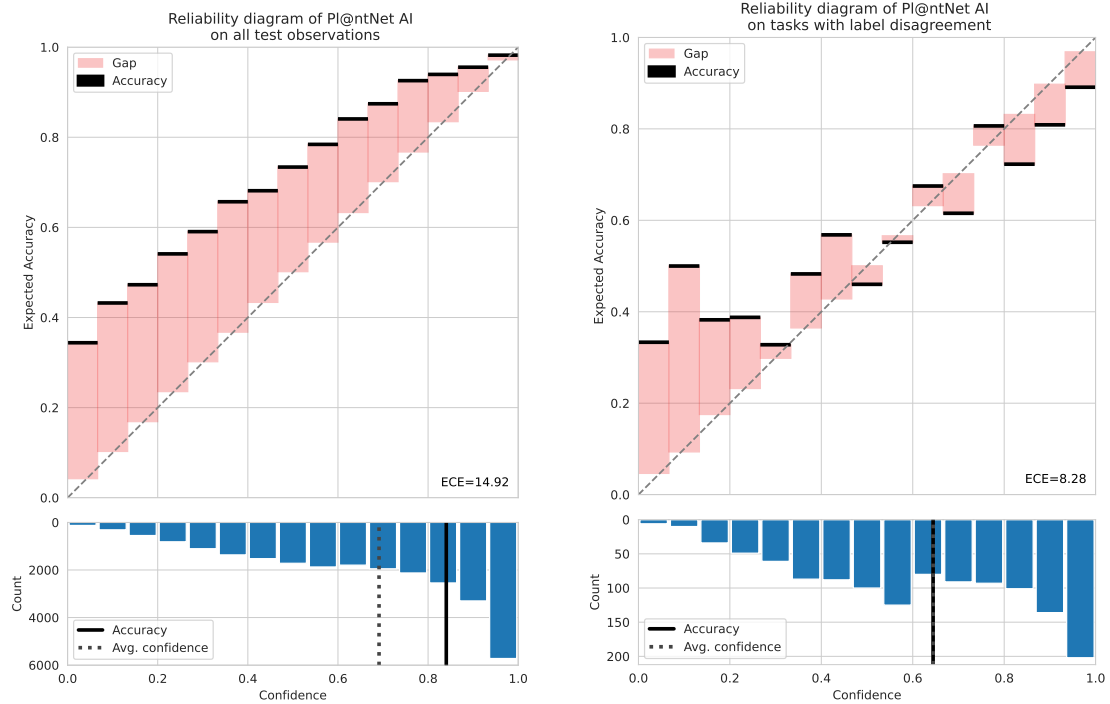 Reliability diagram of Pl@ntNet AI
on all test observations
1.0
0.8
0.6
0.4
0.2
0.0
Expected Accuracy
Gap
Accuracy
ECE=14.92
0
2000
4000
6000
Count
Accuracy
Avg. confidence
0.0 0.2 0.4 0.6 0.8 1.0
Confidence
Reliability diagram of Pl@ntNet AI
on tasks with label disagreement
1.0
0.8
0.6
0.4
0.2
0.0
Expected Accuracy
Gap
Accuracy
ECE=8.28
0
50
100
150
200
Count
Accuracy
Avg. confidence
0.0 0.2 0.4 0.6 0.8 1.0
Confidence